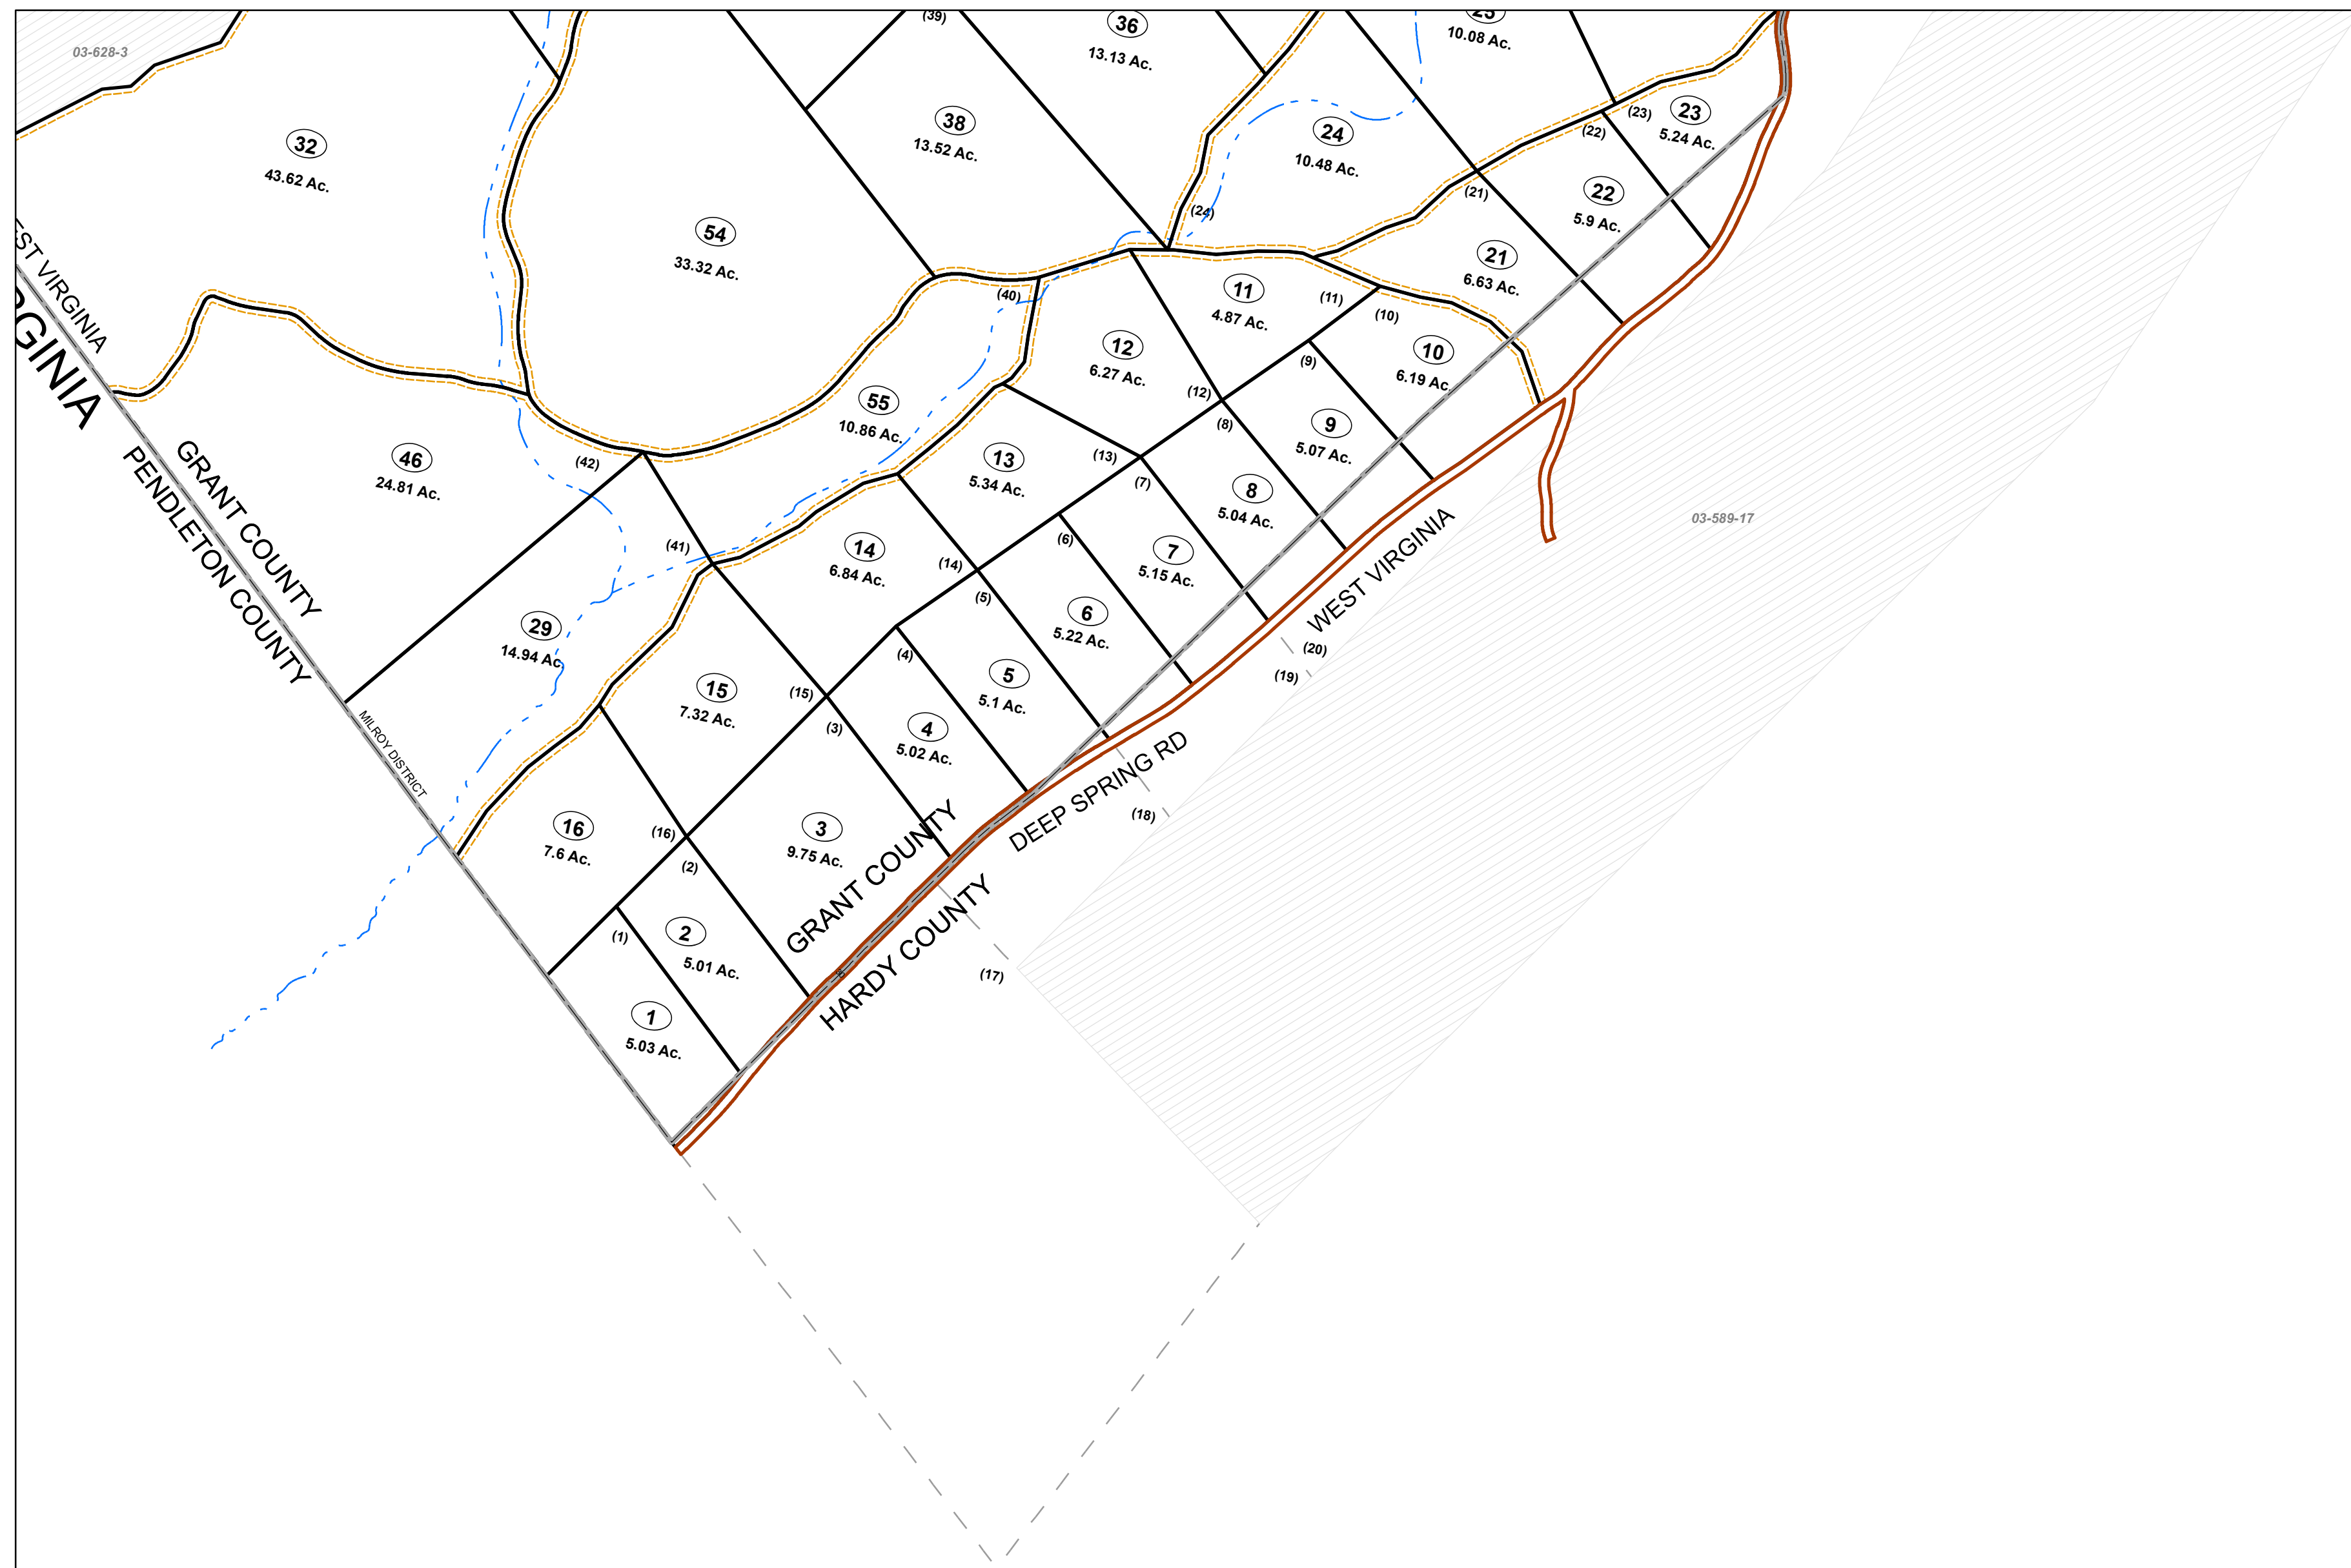 03-628-3
(39)
36
13.13 Ac.
25
10.08 Ac.
32
43.62 Ac.
38
13.52 Ac.
24
10.48 Ac.
(23)
23
5.24 Ac.
(22)
(21)
22
5.9 Ac.
(24)
54
33.32 Ac.
21
6.63 Ac.
EST VIRGINIA
RGINIA
(40)
11
4.87 Ac.
(11)
(10)
12
6.27 Ac.
10
6.19 Ac.
(9)
(12)
(8)
55
10.86 Ac.
9
5.07 Ac.
46
24.81 Ac.
(42)
13
5.34 Ac.
(13)
(7)
8
5.04 Ac.
GRANT COUNTY
PENDLETON COUNTY
03-589-17
(41)
14
6.84 Ac.
(14)
(6)
7
5.15 Ac.
WEST VIRGINIA
(5)
6
5.22 Ac.
29
14.94 Ac.
(20)
(19)
15
7.32 Ac.
(15)
(4)
5
5.1 Ac.
(3)
4
5.02 Ac.
MILROY DISTRICT
DEEP SPRING RD
(18)
16
7.6 Ac.
(16)
(2)
3
9.75 Ac.
GRANT COUNTY
HARDY COUNTY
(1)
2
5.01 Ac.
(17)
1
5.03 Ac.